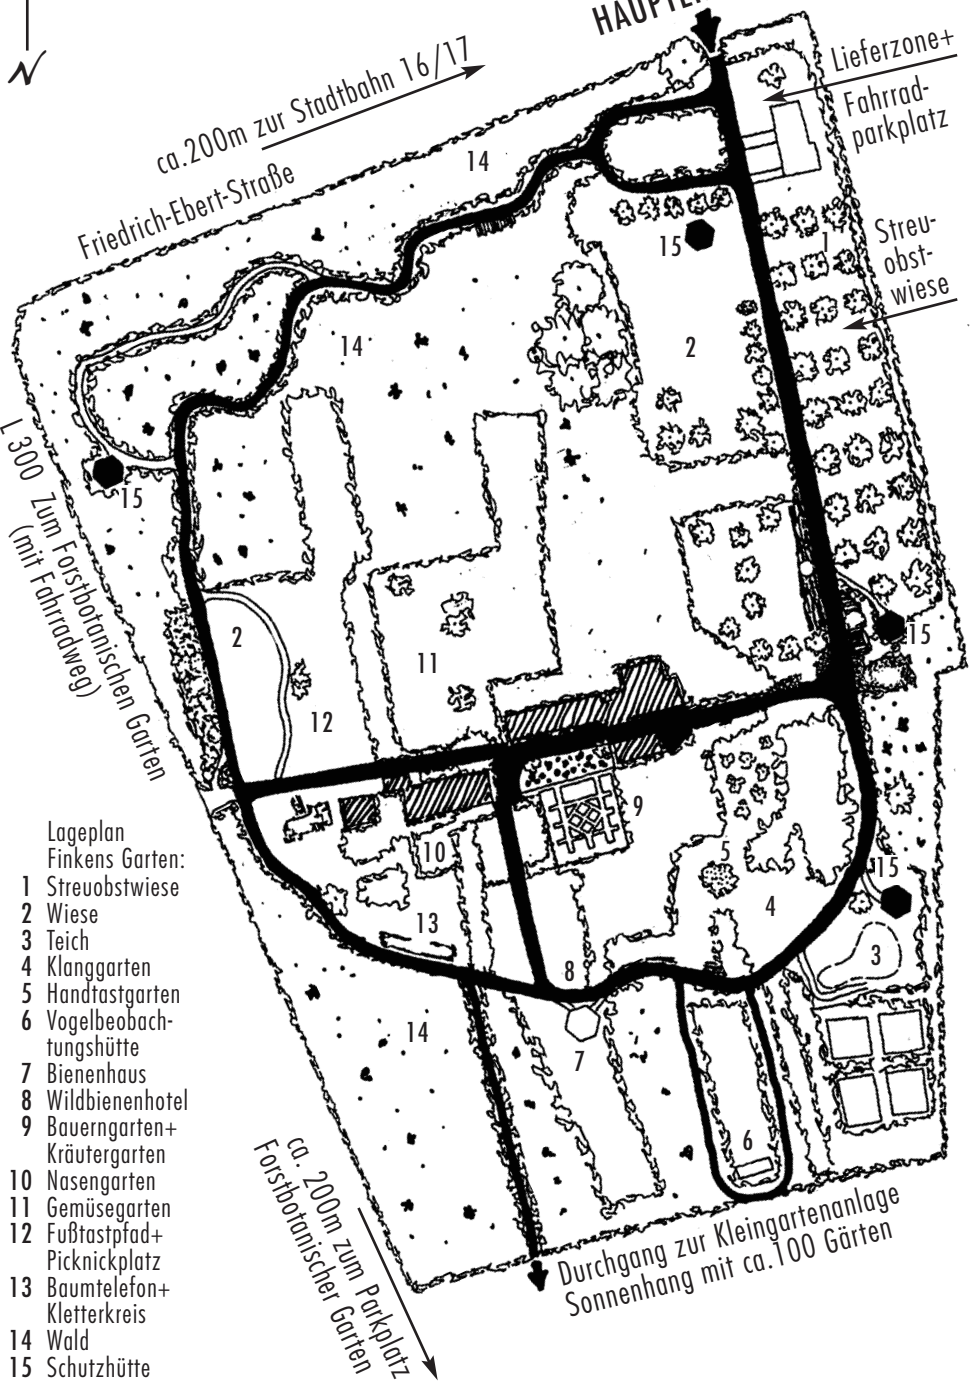 N
HAUPTE
Lieferzone+
Fahrrad-
parkplatz
ca.200m zur Stadtbahn 16/17
Friedrich-Ebert-Straße
14
15
1
Streu-
obst-
wiese
2
14
15
L 300 Zum Forstbotanischen Garten
(mit Fahrradweg)
2
11
12
15
9
10
5
13
4
15
3
8
14
7
6
Lageplan
Finkens Garten:
1 Streuobstwiese
2 Wiese
3 Teich
4 Klanggarten
5 Handtastgarten
6 Vogelbeobach-
tungshütte
7 Bienenhaus
8 Wildbienenhotel
9 Bauerngarten+
Kräutergarten
10 Nasengarten
11 Gemüsegarten
12 Fußtastpfad+
Picknickplatz
13 Baumtelefon+
Kletterkreis
14 Wald
15 Schutzhütte
ca. 200m zum Parkplatz
Forstbotanischer Garten
Durchgang zur Kleingartenanlage
Sonnenhang mit ca.100 Gärten